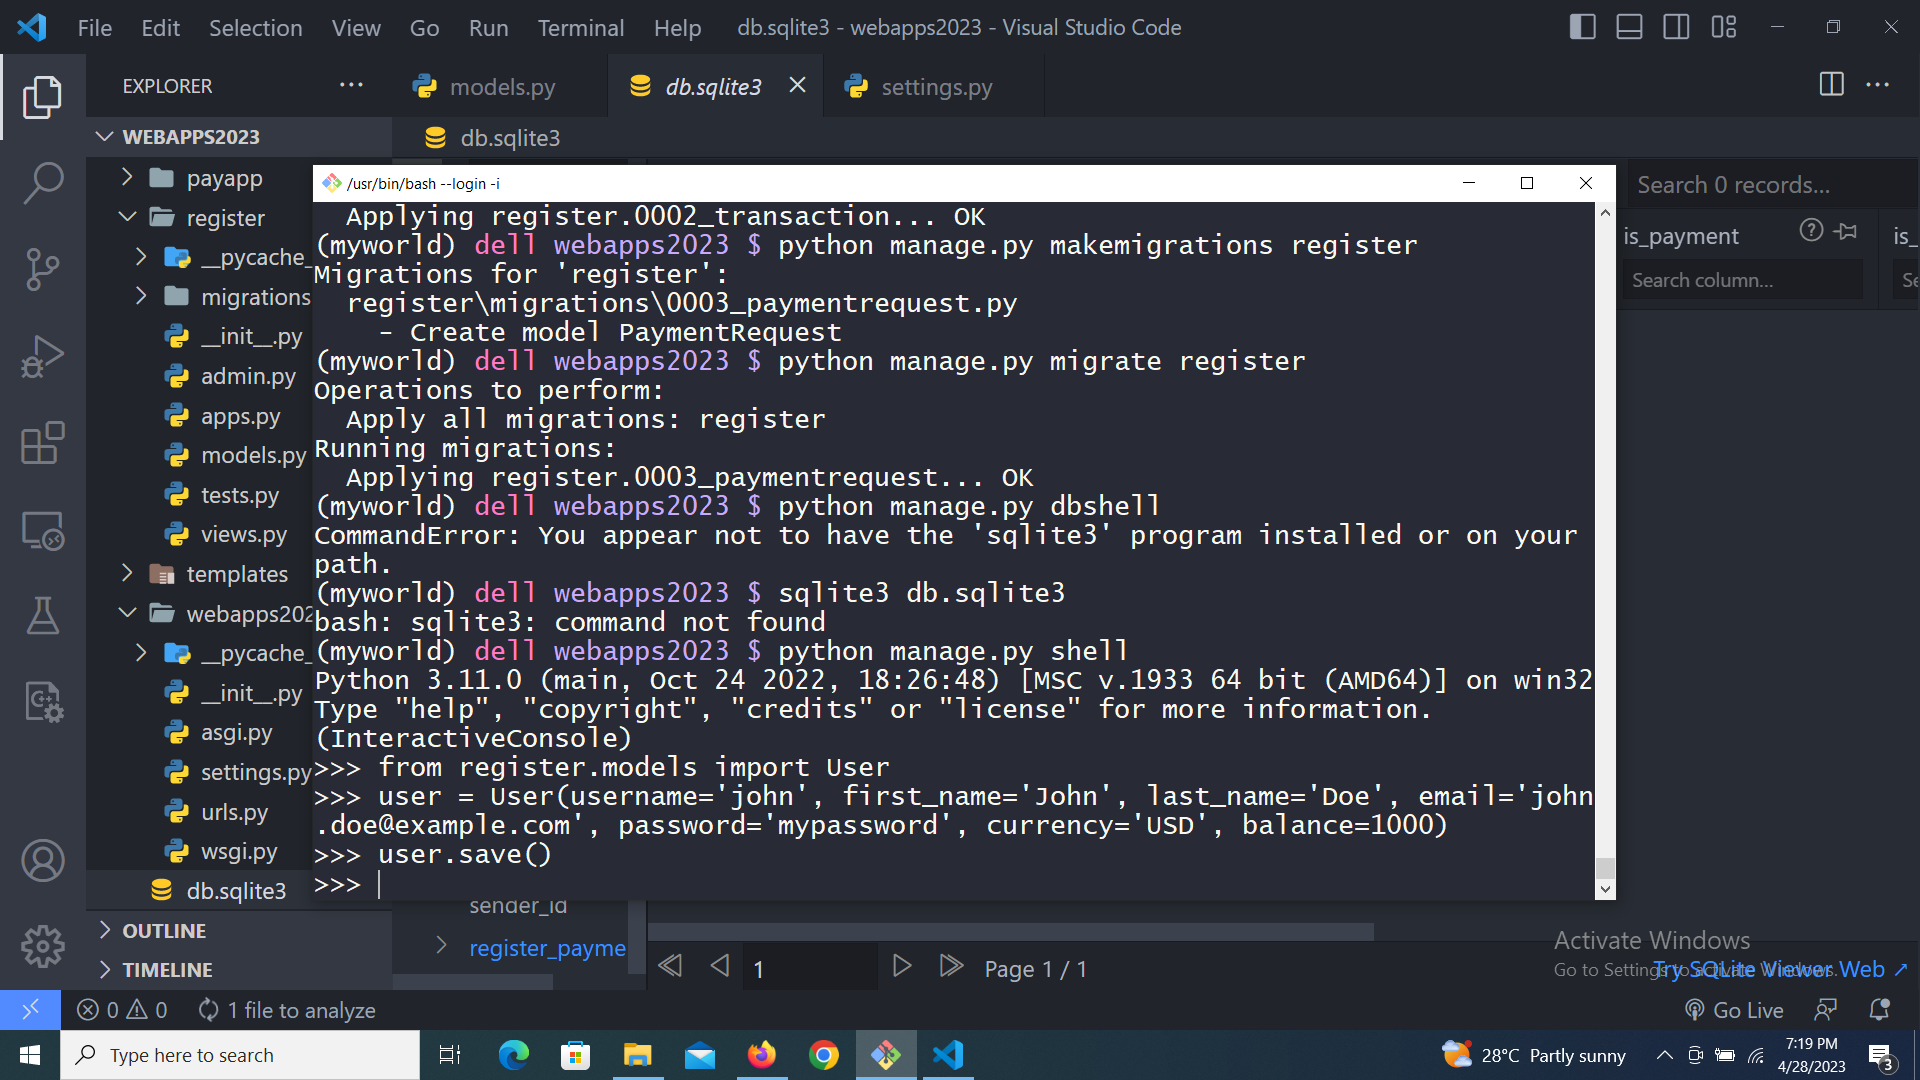 File Edit Selection View Go Run Terminal Help db.sqlite3 - webapps2023 - Visual Studio Code
EXPLORER
models.py db.sqlite3 settings.py
WEBAPPS2023
db.sqlite3
payapp
register
__pycache_
migrations
__init__.py
admin.py
apps.py
models.py
tests.py
views.py
templates
webapps202
__pycache_
__init__.py
asgi.py
settings.py
urls.py
wsgi.py
db.sqlite3
OUTLINE
TIMELINE
/usr/bin/bash --login -i
Applying register.0002_transaction... OK
(myworld) dell webapps2023 $ python manage.py makemigrations register
Migrations for 'register':
register\migrations\0003_paymentrequest.py
- Create model PaymentRequest
(myworld) dell webapps2023 $ python manage.py migrate register
Operations to perform:
Apply all migrations: register
Running migrations:
Applying register.0003_paymentrequest... OK
(myworld) dell webapps2023 $ python manage.py dbshell
CommandError: You appear not to have the 'sqlite3' program installed or on your
path.
(myworld) dell webapps2023 $ sqlite3 db.sqlite3
bash: sqlite3: command not found
(myworld) dell webapps2023 $ python manage.py shell
Python 3.11.0 (main, Oct 24 2022, 18:26:48) [MSC v.1933 64 bit (AMD64)] on win32
Type "help", "copyright", "credits" or "license" for more information.
(InteractiveConsole)
>>> from register.models import User
>>> user = User(username='john', first_name='John', last_name='Doe', email='john
.doe@example.com', password='mypassword', currency='USD', balance=1000)
>>> user.save()
>>>
Search 0 records...
is_payment is_
Search column... Se
sender_id
register_payme
1 Page 1 / 1
Activate Windows
Go to Settings to activate Windows.
Try SQLite Viewer Web ↗
0 0 1 file to analyze Go Live
Type here to search
28°C Partly sunny
7:19 PM
4/28/2023
3